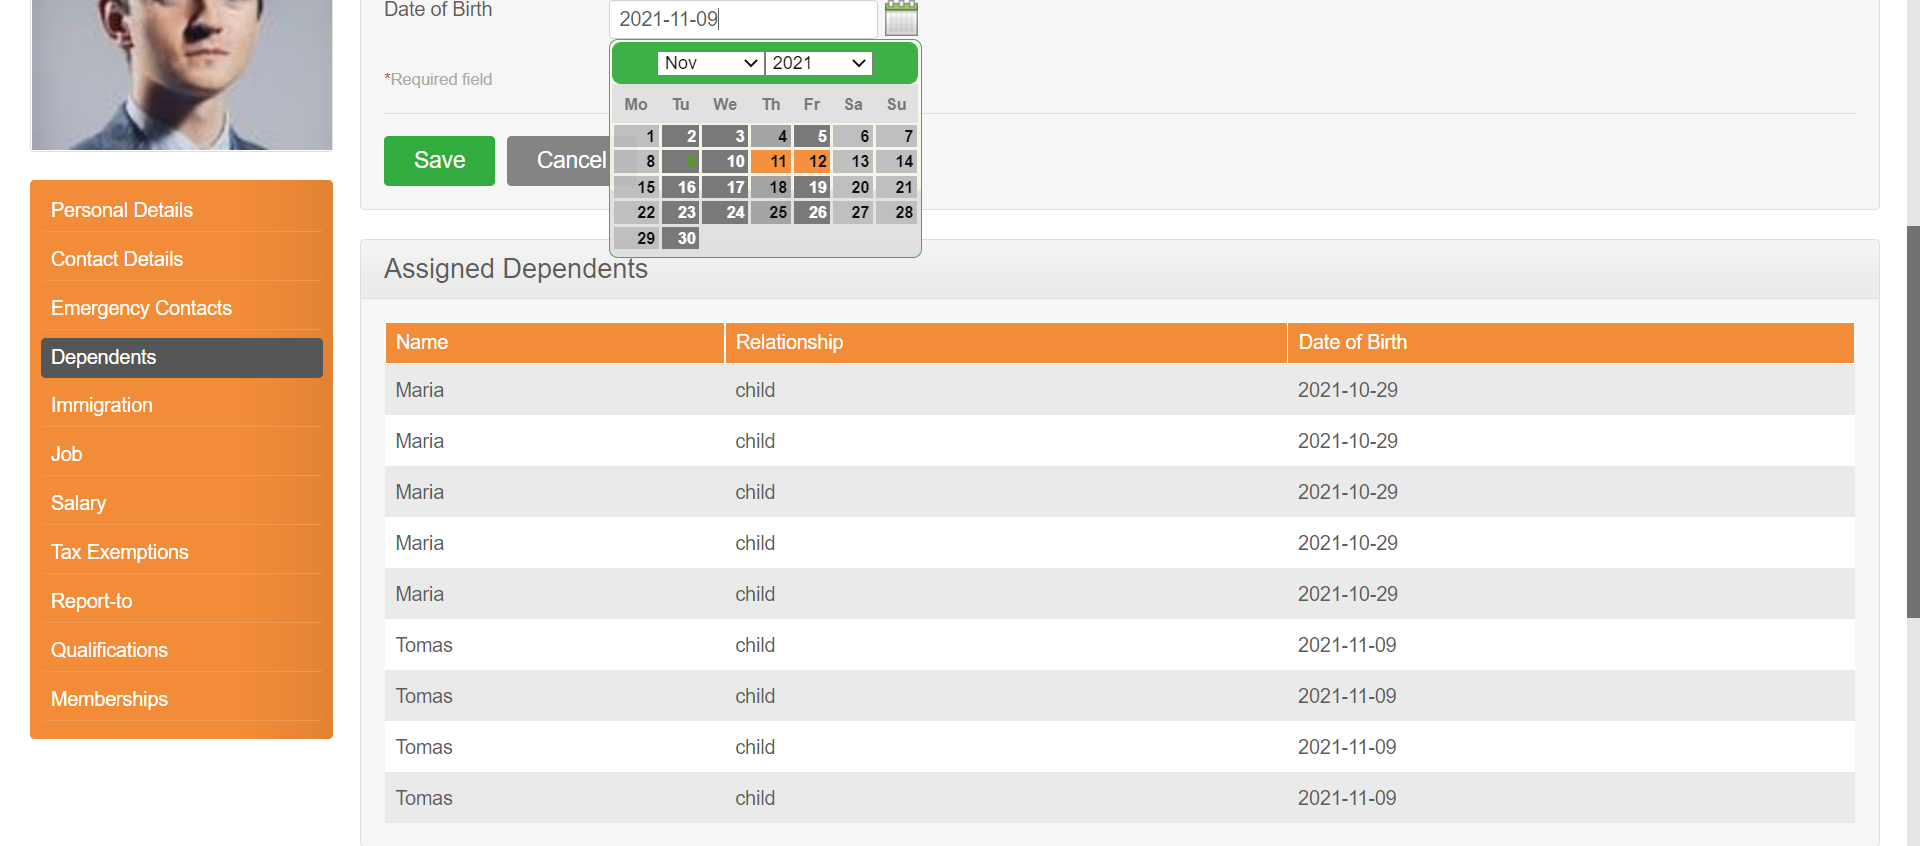 Date of Birth
2021-11-09
*Required field
Nov 2021
Mo Tu We Th Fr Sa Su
1 2 3 4 5 6 7
8 9 10 11 12 13 14
15 16 17 18 19 20 21
22 23 24 25 26 27 28
29 30
Save Cancel
Personal Details
Contact Details
Emergency Contacts
Dependents
Immigration
Job
Salary
Tax Exemptions
Report-to
Qualifications
Memberships
Assigned Dependents
Name Relationship Date of Birth
Maria child 2021-10-29
Maria child 2021-10-29
Maria child 2021-10-29
Maria child 2021-10-29
Maria child 2021-10-29
Tomas child 2021-11-09
Tomas child 2021-11-09
Tomas child 2021-11-09
Tomas child 2021-11-09